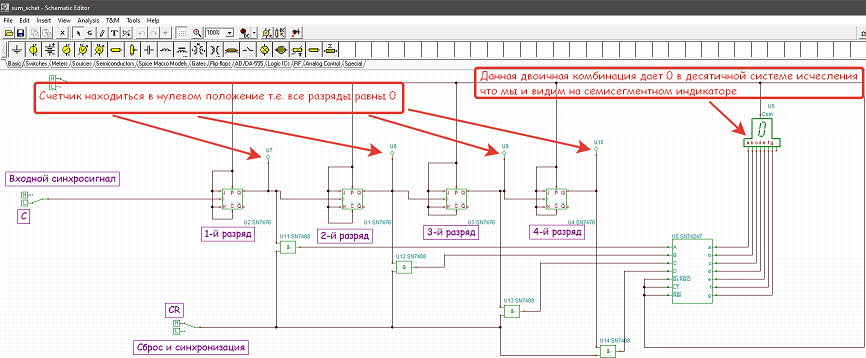 sum_schet - Schematic Editor
File Edit Insert View Analysis T&M Tools Help
100%
Basic Switches Meters Sources Semiconductors Spice Macro Models Gates Flip-flops AD/DA-555 Logic ICs RF Analog Control Special
Счетчик находиться в нулевом положение т.е. все разряды равны 0
Данная двоичная комбинация дает 0 в десятичной системе исчесления
что мы и видим на семисегментном индикаторе
U5
Com
0
a b c d e f g
U7
U8
U9
U10
Входной синхросигнал
H
L
C
J P Q
K C Q
J P Q
K C Q
J P Q
K C Q
J P Q
K C Q
U2 SN7476
U1 SN7476
U3 SN7476
U4 SN7476
1-й разряд
2-й разряд
3-й разряд
4-й разряд
U11 SN7408
&
U12 SN7408
&
U13 SN7408
&
U14 SN7408
&
U6 SN74247
A a
B b
C c
D d
BI/RBO e
LT f
RBI g
CR
H
L
Сброс и синхронизация